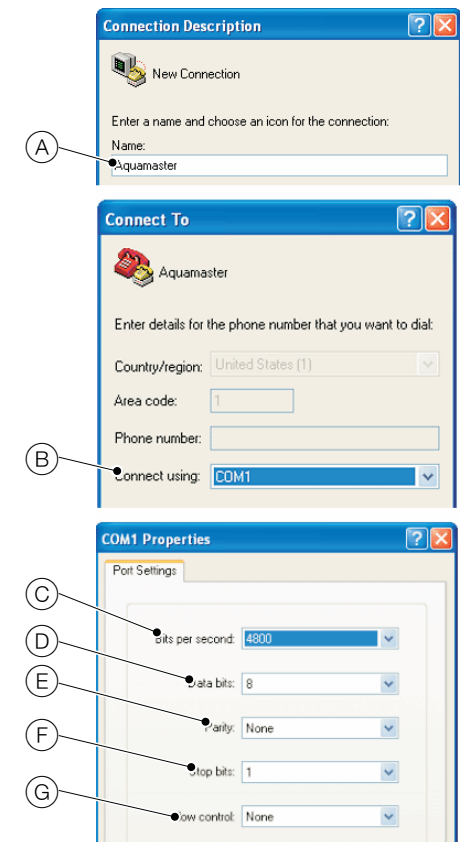 Connection Description
New Connection
Enter a name and choose an icon for the connection:
Name:
A
Aquamaster
Connect To
Aquamaster
Enter details for the phone number that you want to dial:
Country/region: United States (1)
Area code: 1
Phone number:
B
Connect using: COM1
COM1 Properties
Port Settings
C
Bits per second: 4800
D
Data bits: 8
E
Parity: None
F
Stop bits: 1
G
Flow control: None